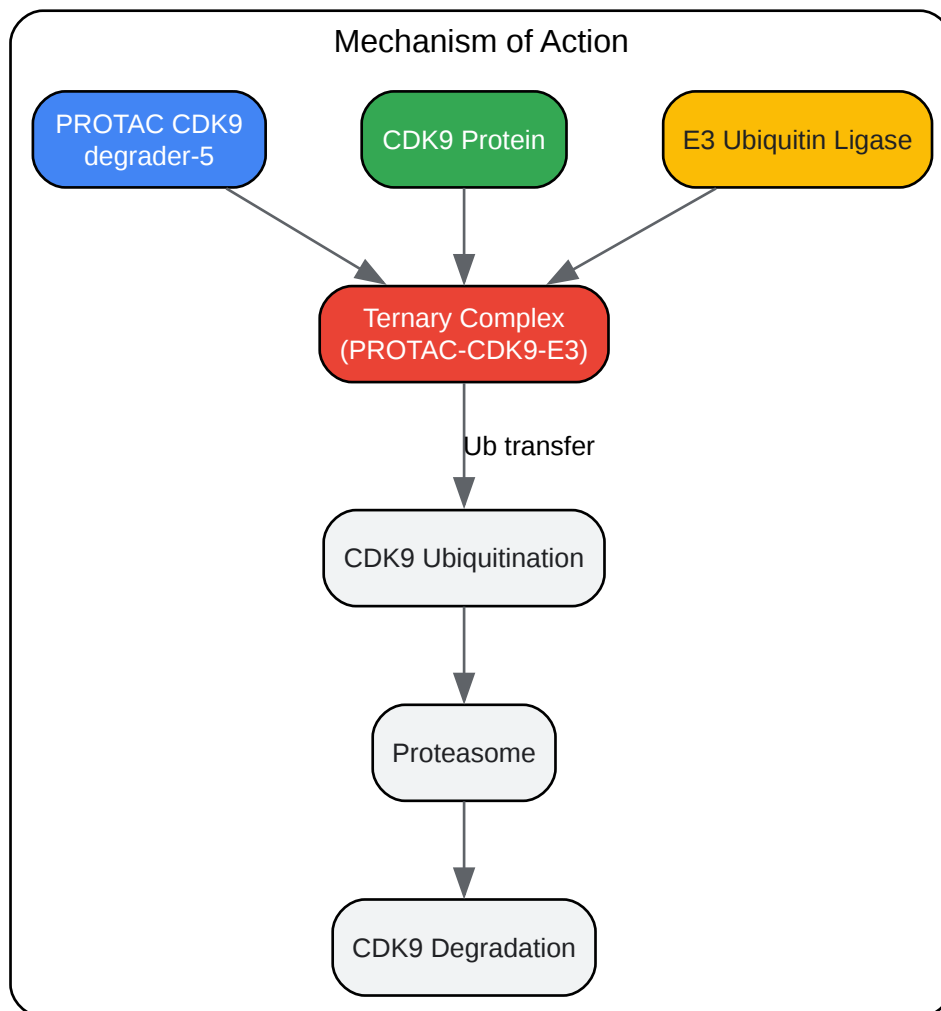 Mechanism of Action
PROTAC CDK9
degrader-5
CDK9 Protein
E3 Ubiquitin Ligase
Ternary Complex
(PROTAC-CDK9-E3)
Ub transfer
CDK9 Ubiquitination
Proteasome
CDK9 Degradation